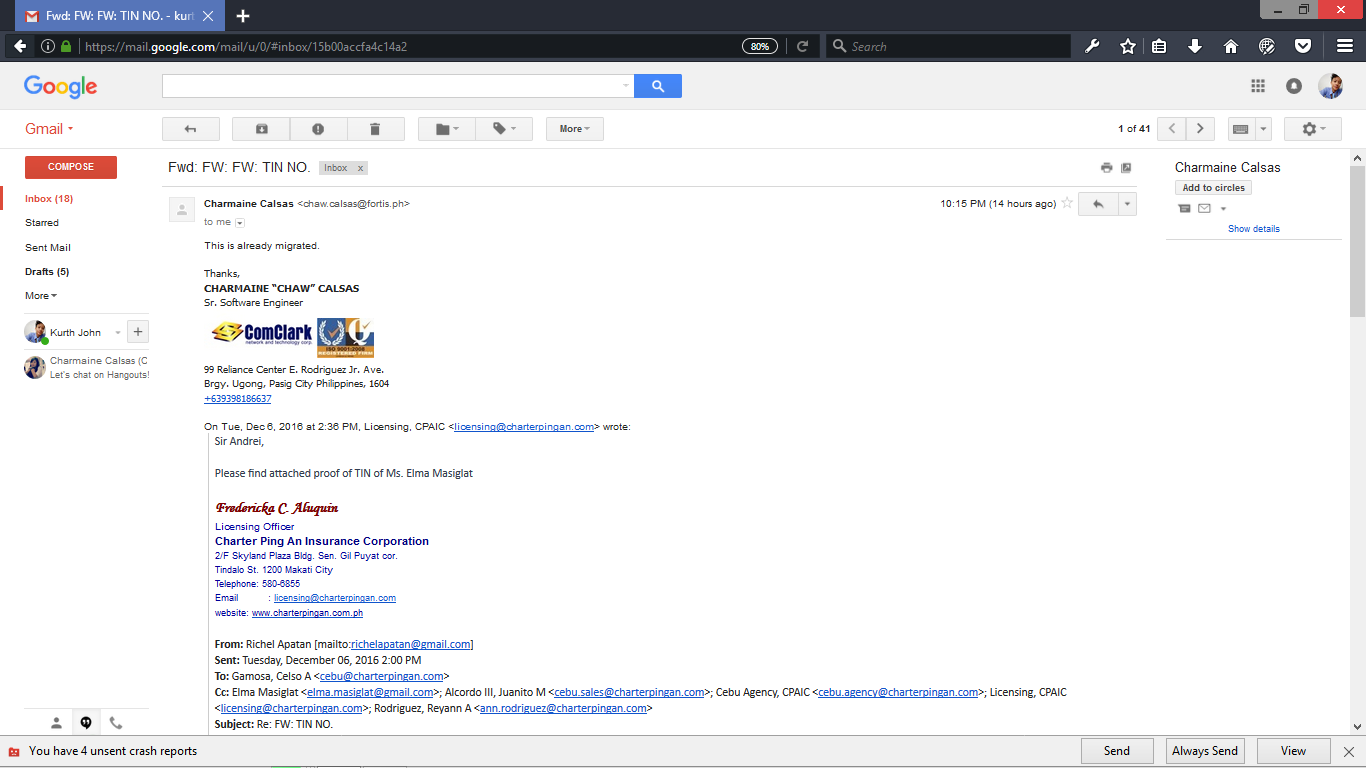 Fwd: FW: FW: TIN NO. - kurt
https://mail.google.com/mail/u/0/#inbox/15b00accfa4c14a2
80%
Search
Google
Gmail
More
1 of 41
COMPOSE
Inbox (18)
Starred
Sent Mail
Drafts (5)
More
Kurth John
Charmaine Calsas (C
Let's chat on Hangouts!
Fwd: FW: FW: TIN NO. Inbox x
Charmaine Calsas <chaw.calsas@fortis.ph>
10:15 PM (14 hours ago)
to me
This is already migrated.
Thanks,
CHARMAINE “CHAW” CALSAS
Sr. Software Engineer
ComClark
network and technology corp.
ISO 9001:2008
REGISTERED FIRM
99 Reliance Center E. Rodriguez Jr. Ave.
Brgy. Ugong, Pasig City Philippines, 1604
+639398186637
On Tue, Dec 6, 2016 at 2:36 PM, Licensing, CPAIC <licensing@charterpingan.com> wrote:
Sir Andrei,
Please find attached proof of TIN of Ms. Elma Masiglat
Fredericka C. Aluquin
Licensing Officer
Charter Ping An Insurance Corporation
2/F Skyland Plaza Bldg. Sen. Gil Puyat cor.
Tindalo St. 1200 Makati City
Telephone: 580-6855
Email : licensing@charterpingan.com
website: www.charterpingan.com.ph
From: Richel Apatan [mailto:richelapatan@gmail.com]
Sent: Tuesday, December 06, 2016 2:00 PM
To: Gamosa, Celso A <cebu@charterpingan.com>
Cc: Elma Masiglat <elma.masiglat@gmail.com>; Alcordo III, Juanito M <cebu.sales@charterpingan.com>; Cebu Agency, CPAIC <cebu.agency@charterpingan.com>; Licensing, CPAIC
<licensing@charterpingan.com>; Rodriguez, Reyann A <ann.rodriguez@charterpingan.com>
Subject: Re: FW: TIN NO.
Charmaine Calsas
Add to circles
Show details
You have 4 unsent crash reports
Send
Always Send
View